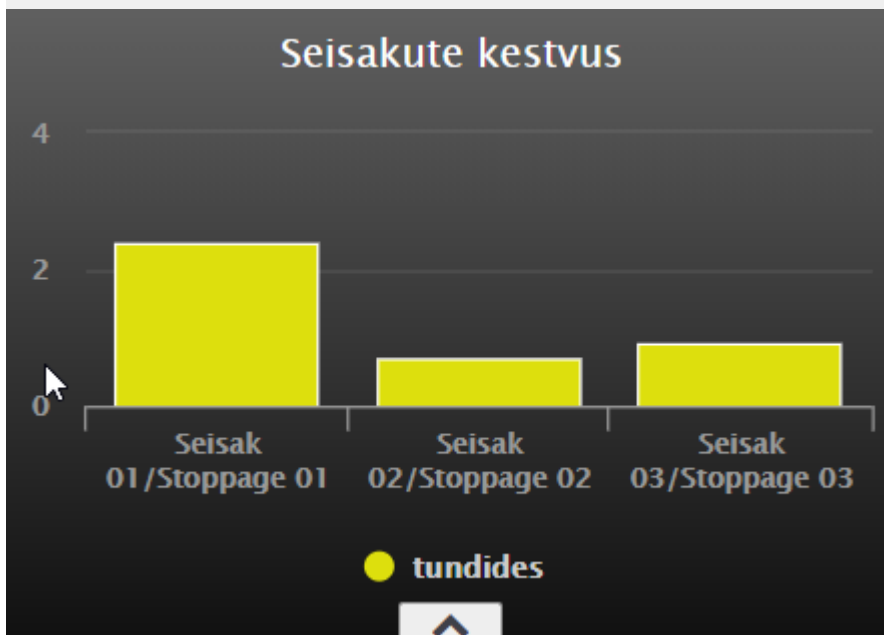 Seisakute kestvus
4
2
0
Seisak
01/Stoppage 01
Seisak
02/Stoppage 02
Seisak
03/Stoppage 03
tundides